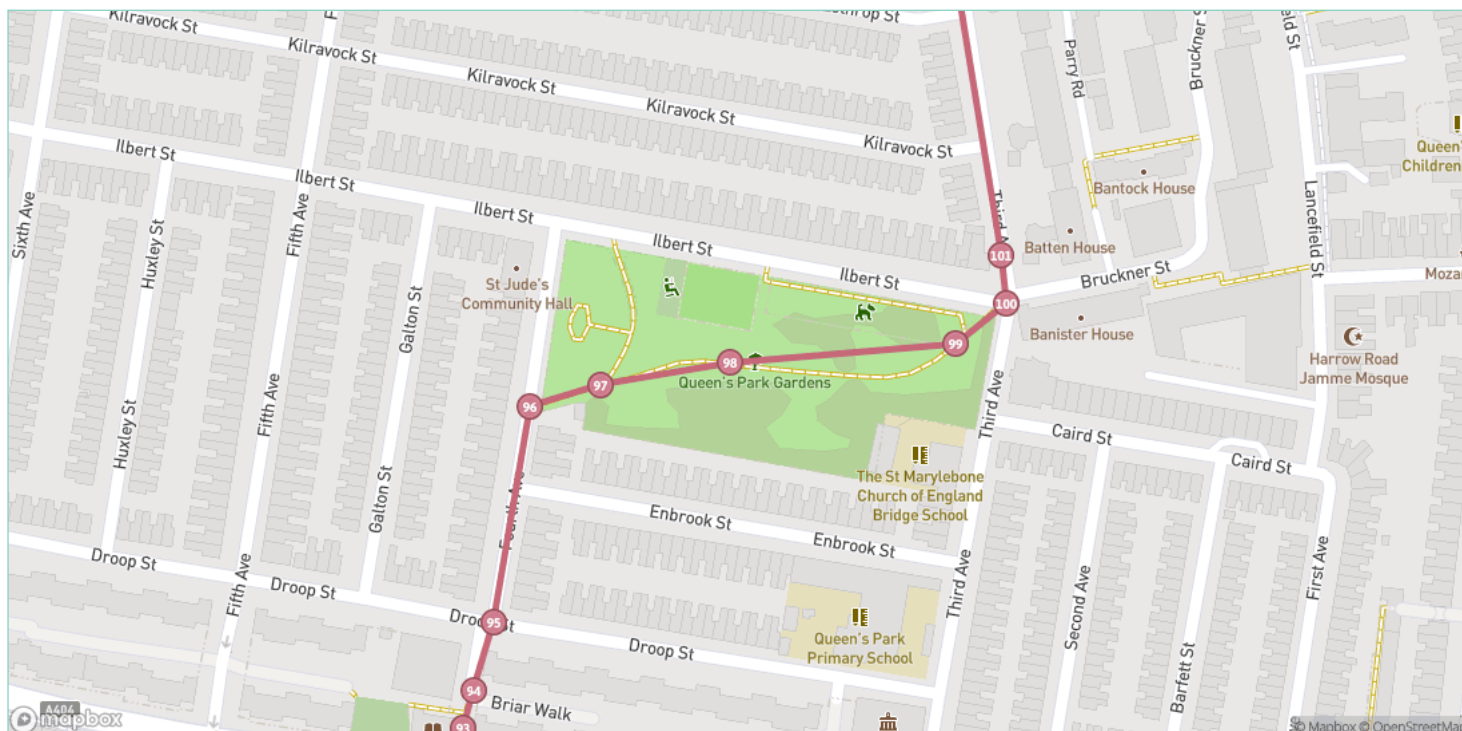 Kilravock St
Kilravock St
Kilravock St
Kilravock St
Kilravock St
Parry Rd
Bruckner St
Ilbert St
Ilbert St
Ilbert St
Ilbert St
Ilbert St
Sixth Ave
Huxley St
Huxley St
Fifth Ave
Fifth Ave
Fifth Ave
Galton St
Galton St
St Jude's
Community Hall
Third
101
100
99
98
97
96
95
94
93
Queen's Park Gardens
Bantock House
Batten House
Bruckner St
Banister House
Lancefield St
Queen's
Children
Harrow Road
Jamme Mosque
Caird St
Caird St
Third Ave
Third Ave
The St Marylebone
Church of England
Bridge School
Enbrook St
Enbrook St
Second Ave
First Ave
Barfett St
Droop St
Droop St
Droop St
Queen's Park
Primary School
Briar Walk
A404
mapbox
© Mapbox © OpenStreetMap